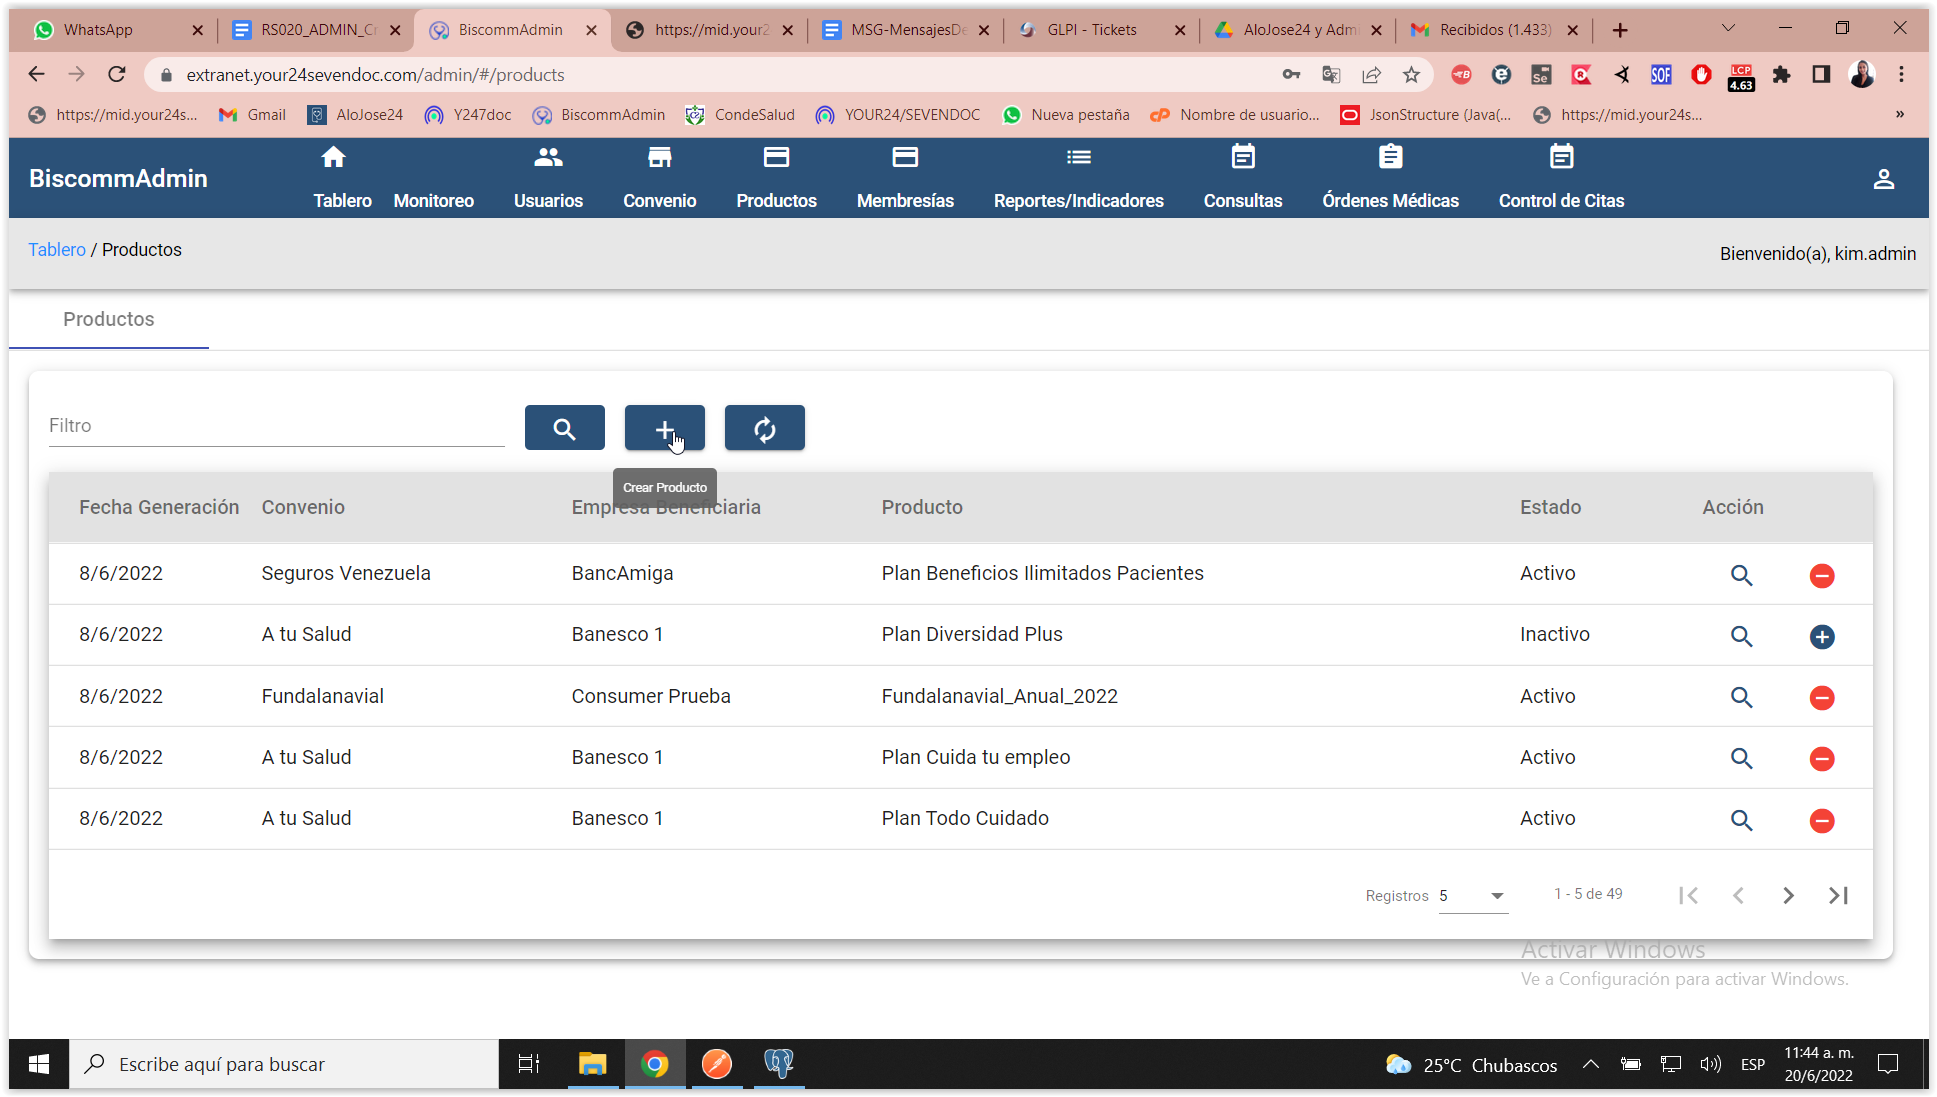 WhatsApp
RS020_ADMIN_Cr
BiscommAdmin
https://mid.your2
MSG-MensajesDe
GLPI - Tickets
AloJose24 y Admi
Recibidos (1.433)
extranet.your24sevendoc.com/admin/#/products
Se
SOF
LCP
4.63
https://mid.your24s...
Gmail
AloJose24
Y247doc
BiscommAdmin
CondeSalud
YOUR24/SEVENDOC
Nueva pestaña
Nombre de usuario...
JsonStructure (Java(...
https://mid.your24s...
»
BiscommAdmin
Tablero
Monitoreo
Usuarios
Convenio
Productos
Membresías
Reportes/Indicadores
Consultas
Órdenes Médicas
Control de Citas
Tablero / Productos
Bienvenido(a), kim.admin
Productos
Filtro
Crear Producto
Fecha Generación Convenio Empresa Beneficiaria Producto Estado Acción
8/6/2022 Seguros Venezuela BancAmiga Plan Beneficios Ilimitados Pacientes Activo
8/6/2022 A tu Salud Banesco 1 Plan Diversidad Plus Inactivo
8/6/2022 Fundalanavial Consumer Prueba Fundalanavial_Anual_2022 Activo
8/6/2022 A tu Salud Banesco 1 Plan Cuida tu empleo Activo
8/6/2022 A tu Salud Banesco 1 Plan Todo Cuidado Activo
Registros 5 1 - 5 de 49
Activar Windows
Ve a Configuración para activar Windows.
Escribe aquí para buscar
25°C Chubascos
ESP
11:44 a. m.
20/6/2022